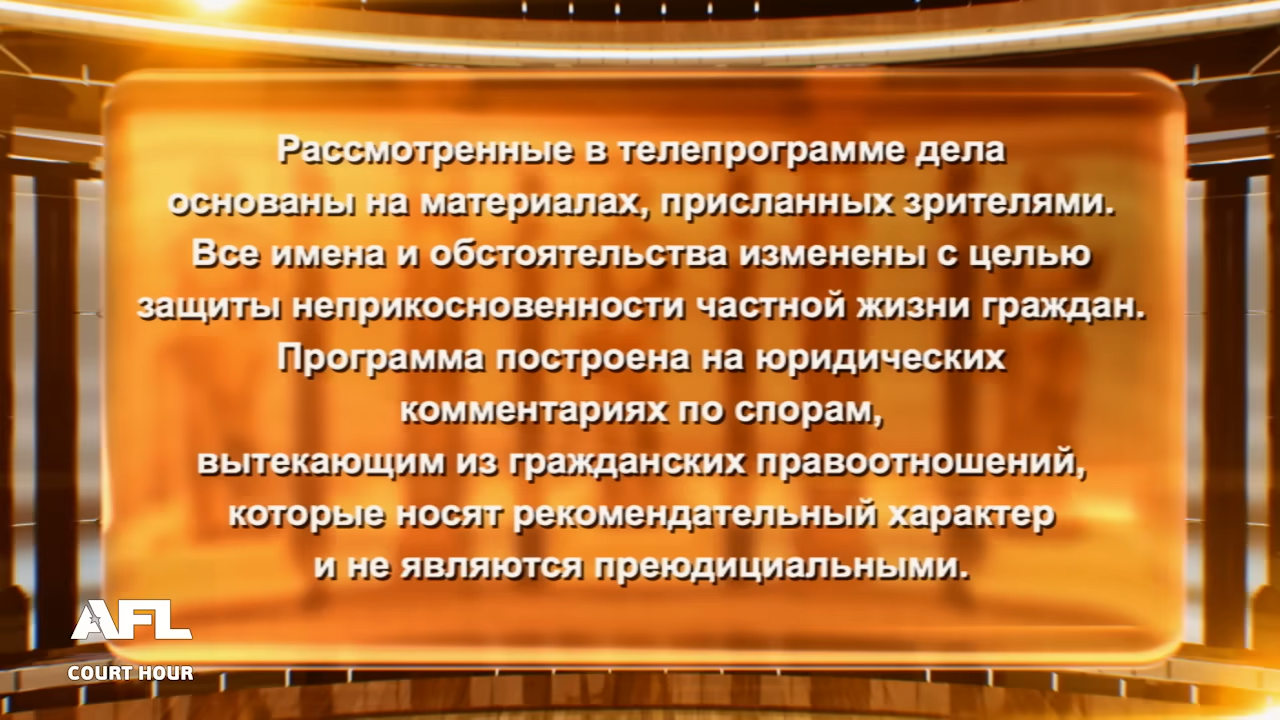 Рассмотренные в телепрограмме дела
основаны на материалах, присланных зрителями.
Все имена и обстоятельства изменены с целью
защиты неприкосновенности частной жизни граждан.
Программа построена на юридических
комментариях по спорам,
вытекающим из гражданских правоотношений,
которые носят рекомендательный характер
и не являются преюдициальными.
AFL
COURT HOUR